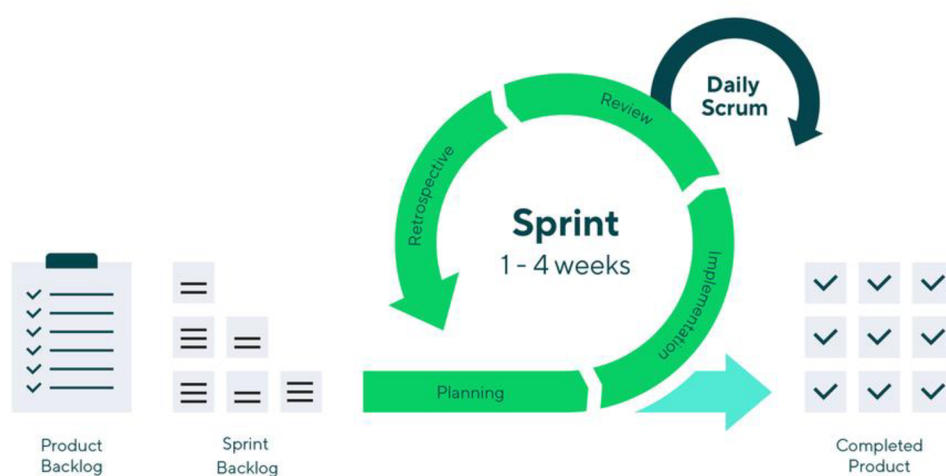 Daily
Scrum
Review
Retrospective
Sprint
1 - 4 weeks
Implementation
Planning
Product
Backlog
Sprint
Backlog
Completed
Product